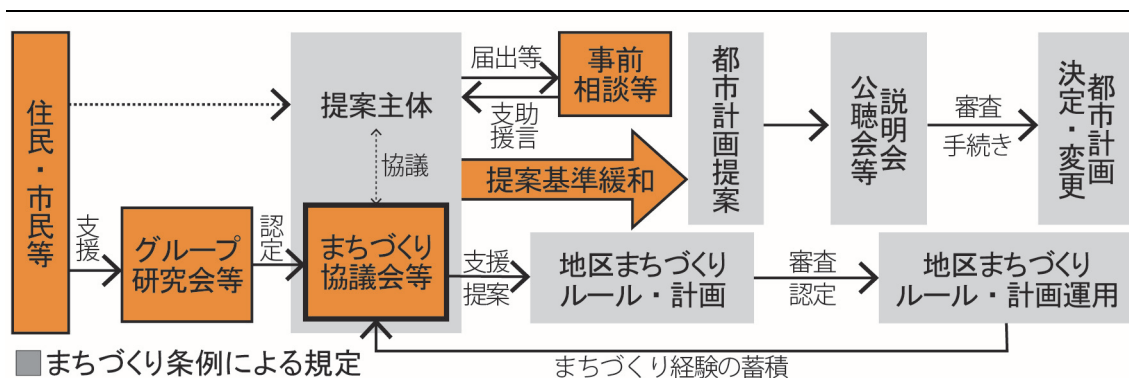 住民・市民等
支援
グループ
研究会等
認定
提案主体
協議
まちづくり
協議会等
届出等
支援
助言
事前
相談等
提案基準緩和
都市計画提案
説明会
公聴会等
審査
手続き
都市計画
決定・変更
支援
提案
地区まちづくり
ルール・計画
審査
認定
地区まちづくり
ルール・計画運用
まちづくり経験の蓄積
まちづくり条例による規定